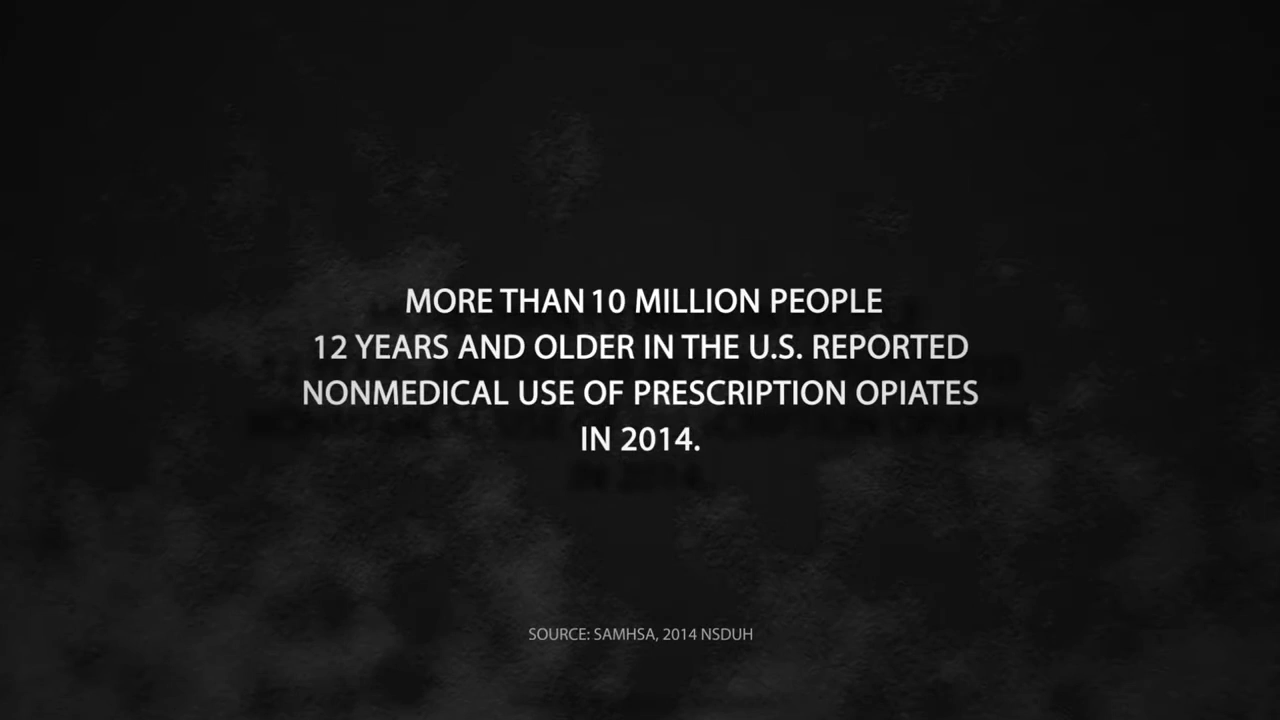 MORE THAN 10 MILLION PEOPLE
12 YEARS AND OLDER IN THE U.S. REPORTED
NONMEDICAL USE OF PRESCRIPTION OPIATES
IN 2014.
SOURCE: SAMHSA, 2014 NSDUH